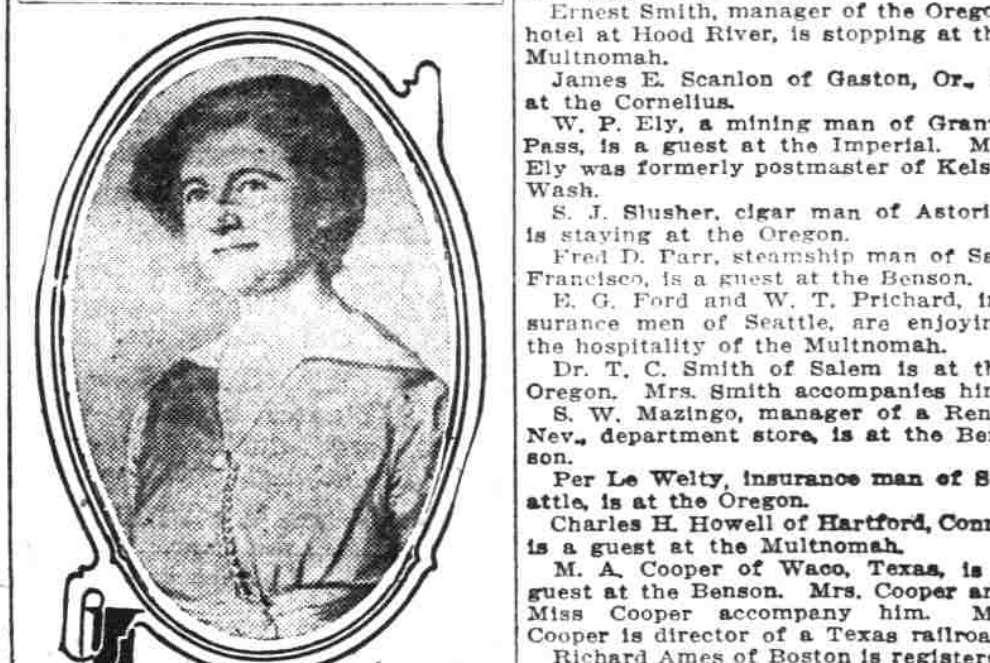 Ernest Smith, manager of the Orego
hotel at Hood River, is stopping at th
Multnomah.
James E. Scanlon of Gaston, Or.,
at the Cornelius.
W. P. Ely, a mining man of Gran
Pass, is a guest at the Imperial. M
Ely was formerly postmaster of Kels
Wash.
S. J. Slusher, cigar man of Astori
is staying at the Oregon.
Fred D. Parr, steamship man of Sa
Francisco, is a guest at the Benson.
E. G. Ford and W. T. Prichard, in
surance men of Seattle, are enjoyin
the hospitality of the Multnomah.
Dr. T. C. Smith of Salem is at th
Oregon. Mrs. Smith accompanies him
S. W. Mazingo, manager of a Ren
Nev., department store, is at the Ben
son.
Per Le Welty, insurance man of S
attle, is at the Oregon.
Charles H. Howell of Hartford, Conn
is a guest at the Multnomah.
M. A. Cooper of Waco, Texas, is
guest at the Benson. Mrs. Cooper an
Miss Cooper accompany him. M
Cooper is director of a Texas railroa
Richard Ames of Boston is registere